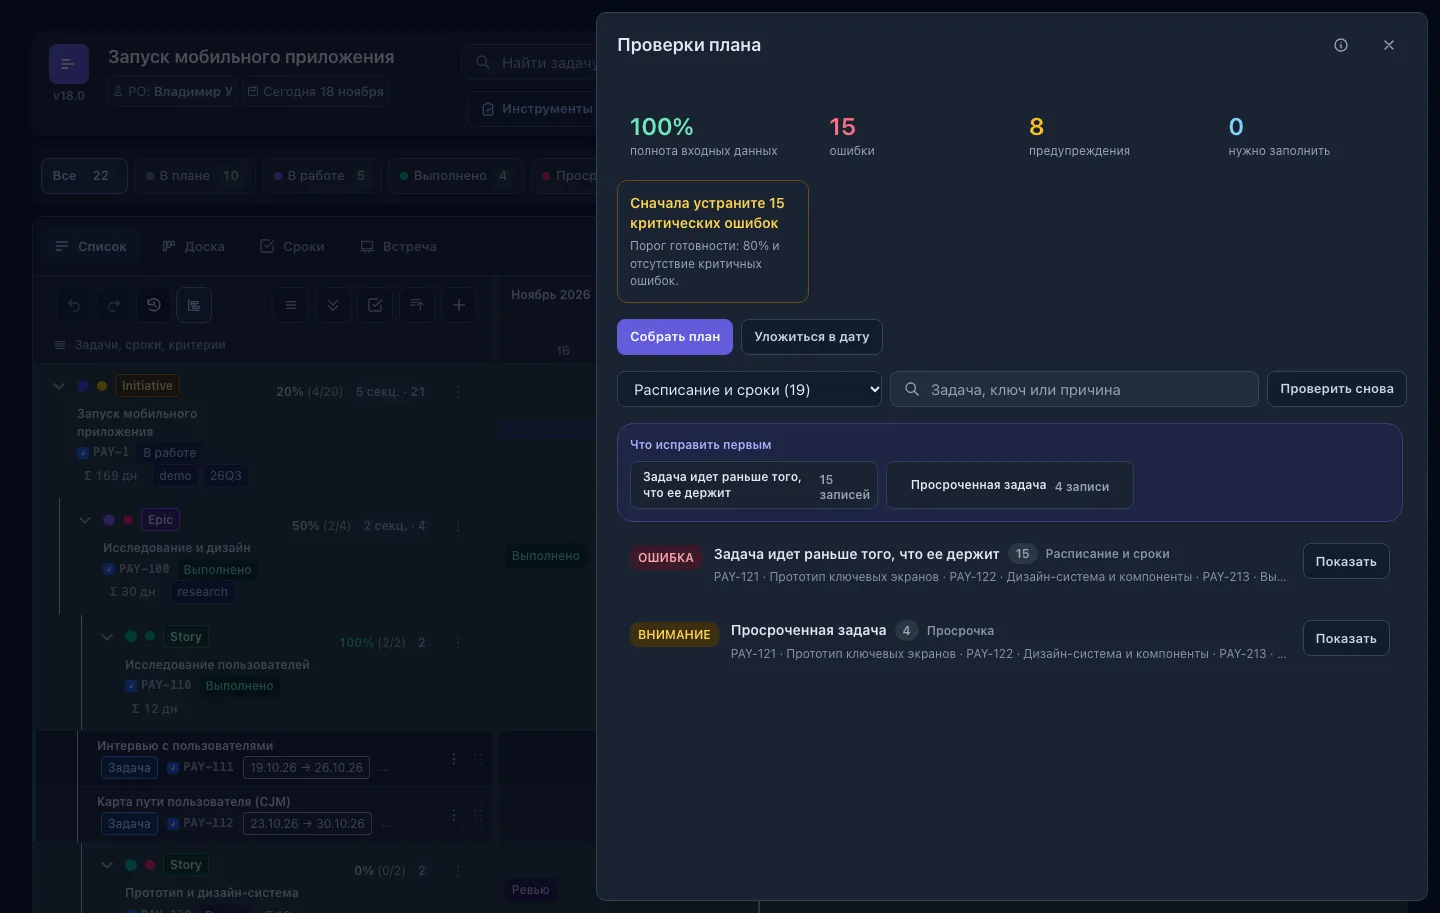 Запуск мобильного приложения
v18.0
PO: Владимир У
Сегодня 18 ноября
Найти задачу
Инструменты
Все 22
В плане 10
В работе 5
Выполнено 4
Проср
Список
Доска
Сроки
Встреча
Ноябрь 2026
Задачи, сроки, критерии
16
Initiative
20% (4/20) 5 секц. · 21
Запуск мобильного
приложения
PAY-1 В работе
Σ 169 дн demo 26Q3
Epic
50% (2/4) 2 секц. · 4
Исследование и дизайн
PAY-100 Выполнено
Σ 30 дн research
Выполнено
Story
100% (2/2) 2
Исследование пользователей
PAY-110 Выполнено
Σ 12 дн
Интервью с пользователями
Задача PAY-111 19.10.26 → 26.10.26 ...
Карта пути пользователя (CJM)
Задача PAY-112 23.10.26 → 30.10.26 ...
Story
0% (0/2) 2
Прототип и дизайн-система
Ревью
Проверки плана
100%
полнота входных данных
15
ошибки
8
предупреждения
0
нужно заполнить
Сначала устраните 15
критических ошибок
Порог готовности: 80% и
отсутствие критичных
ошибок.
Собрать план
Уложиться в дату
Расписание и сроки (19)
Задача, ключ или причина
Проверить снова
Что исправить первым
Задача идет раньше того,
что ее держит
15
записей
Просроченная задача 4 записи
ОШИБКА Задача идет раньше того, что ее держит 15 Расписание и сроки
PAY-121 · Прототип ключевых экранов · PAY-122 · Дизайн-система и компоненты · PAY-213 · Вы...
Показать
ВНИМАНИЕ Просроченная задача 4 Просрочка
PAY-121 · Прототип ключевых экранов · PAY-122 · Дизайн-система и компоненты · PAY-213 · ...
Показать